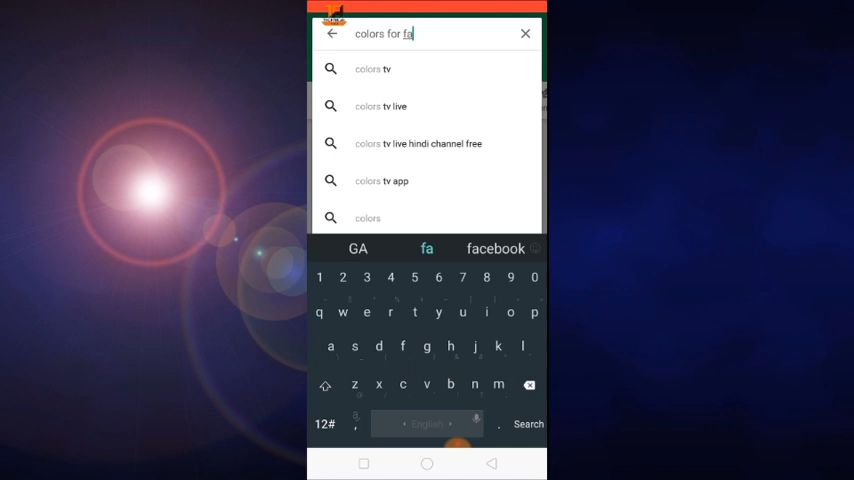 colors for fa
colors tv
colors tv live
colors tv live hindi channel free
colors tv app
colors
GA fa facebook
1 2 3 4 5 6 7 8 9 0
q w e r t y u i o p
a s d f g h j k l
z x c v b n m
12# , English . Search